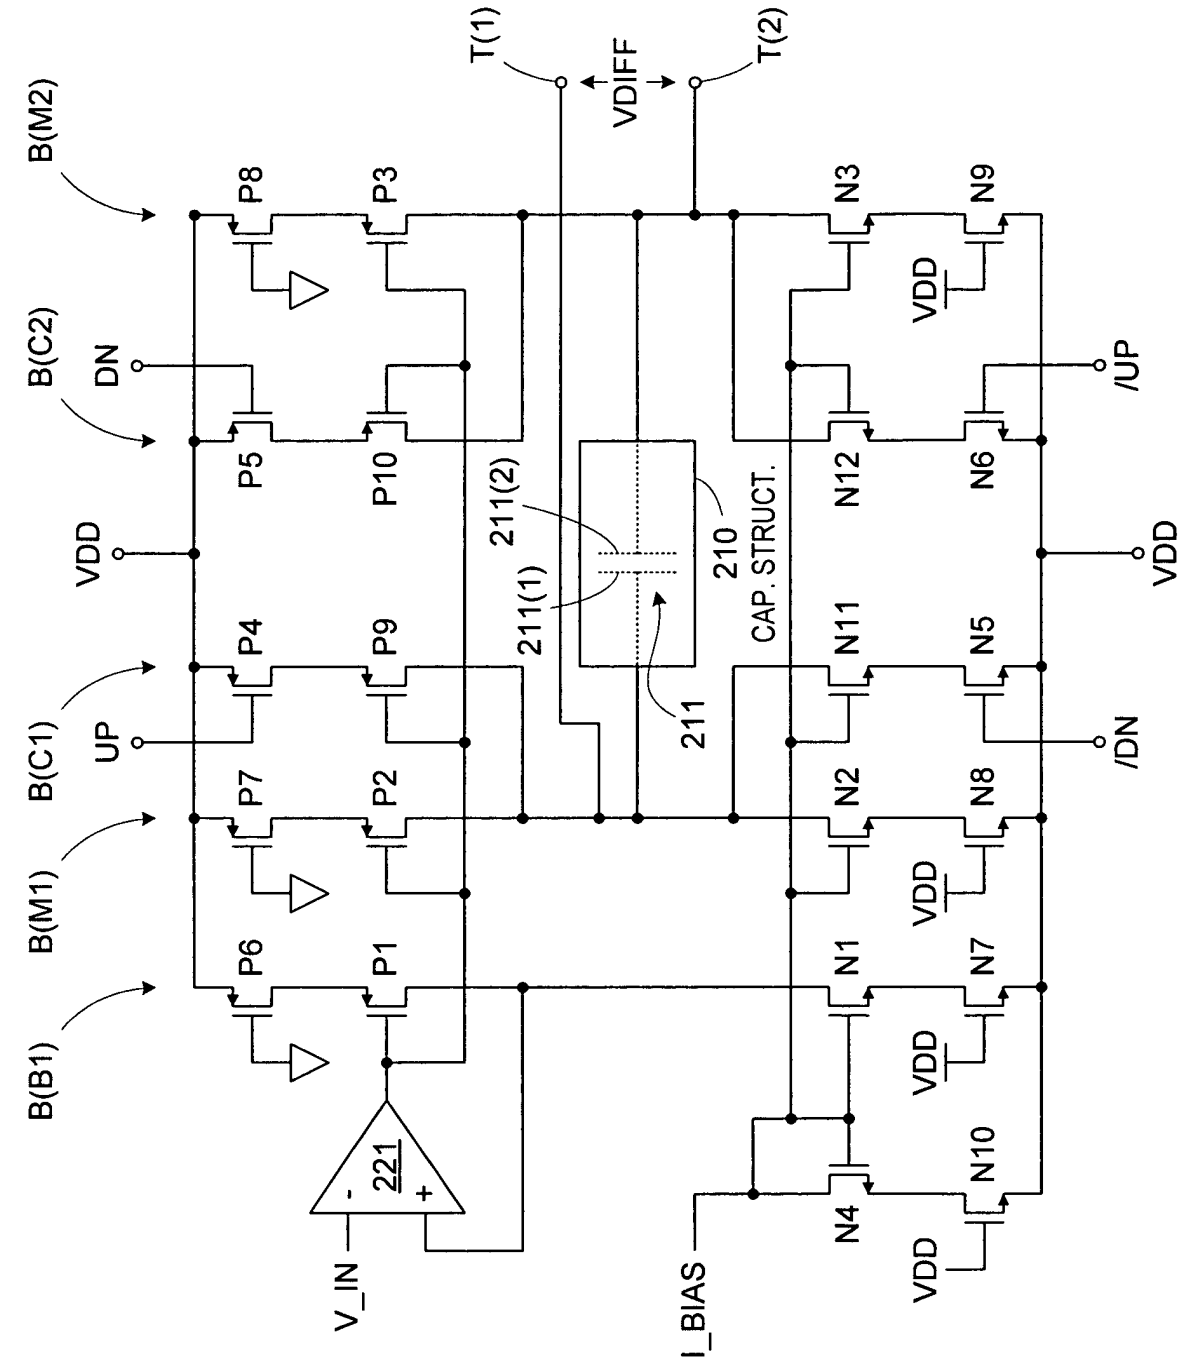 B(B1)
B(M1)
B(C1)
B(C2)
B(M2)
UP
VDD
DN
P6
P7
P4
P5
P8
P1
P2
P9
P10
P3
T(1)
VDIFF
T(2)
V_IN
-
+
221
211(1)
211(2)
211
210
CAP. STRUCT.
I_BIAS
N4
N1
N2
N11
N12
N3
VDD
N10
VDD
N7
VDD
N8
N5
N6
VDD
N9
/DN
VDD
/UP